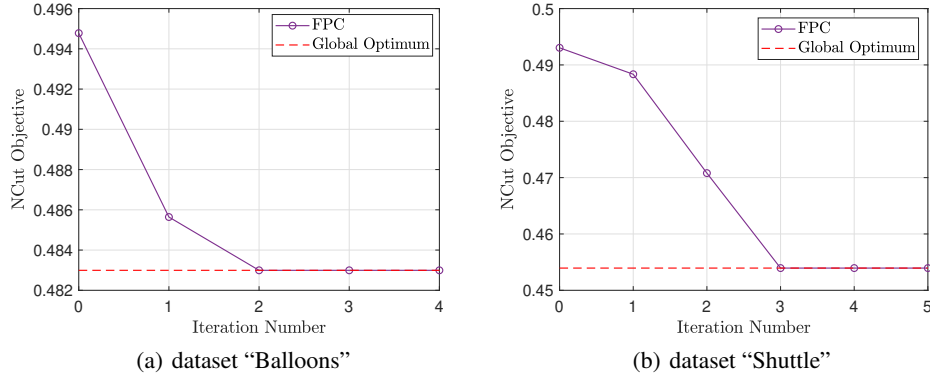 0.496
0.494
0.492
0.49
0.488
0.486
0.484
0.482
NCut Objective
FPC
Global Optimum
0
1
2
3
4
Iteration Number
(a) dataset “Balloons”
0.5
0.49
0.48
0.47
0.46
0.45
NCut Objective
FPC
Global Optimum
0
1
2
3
4
5
Iteration Number
(b) dataset “Shuttle”